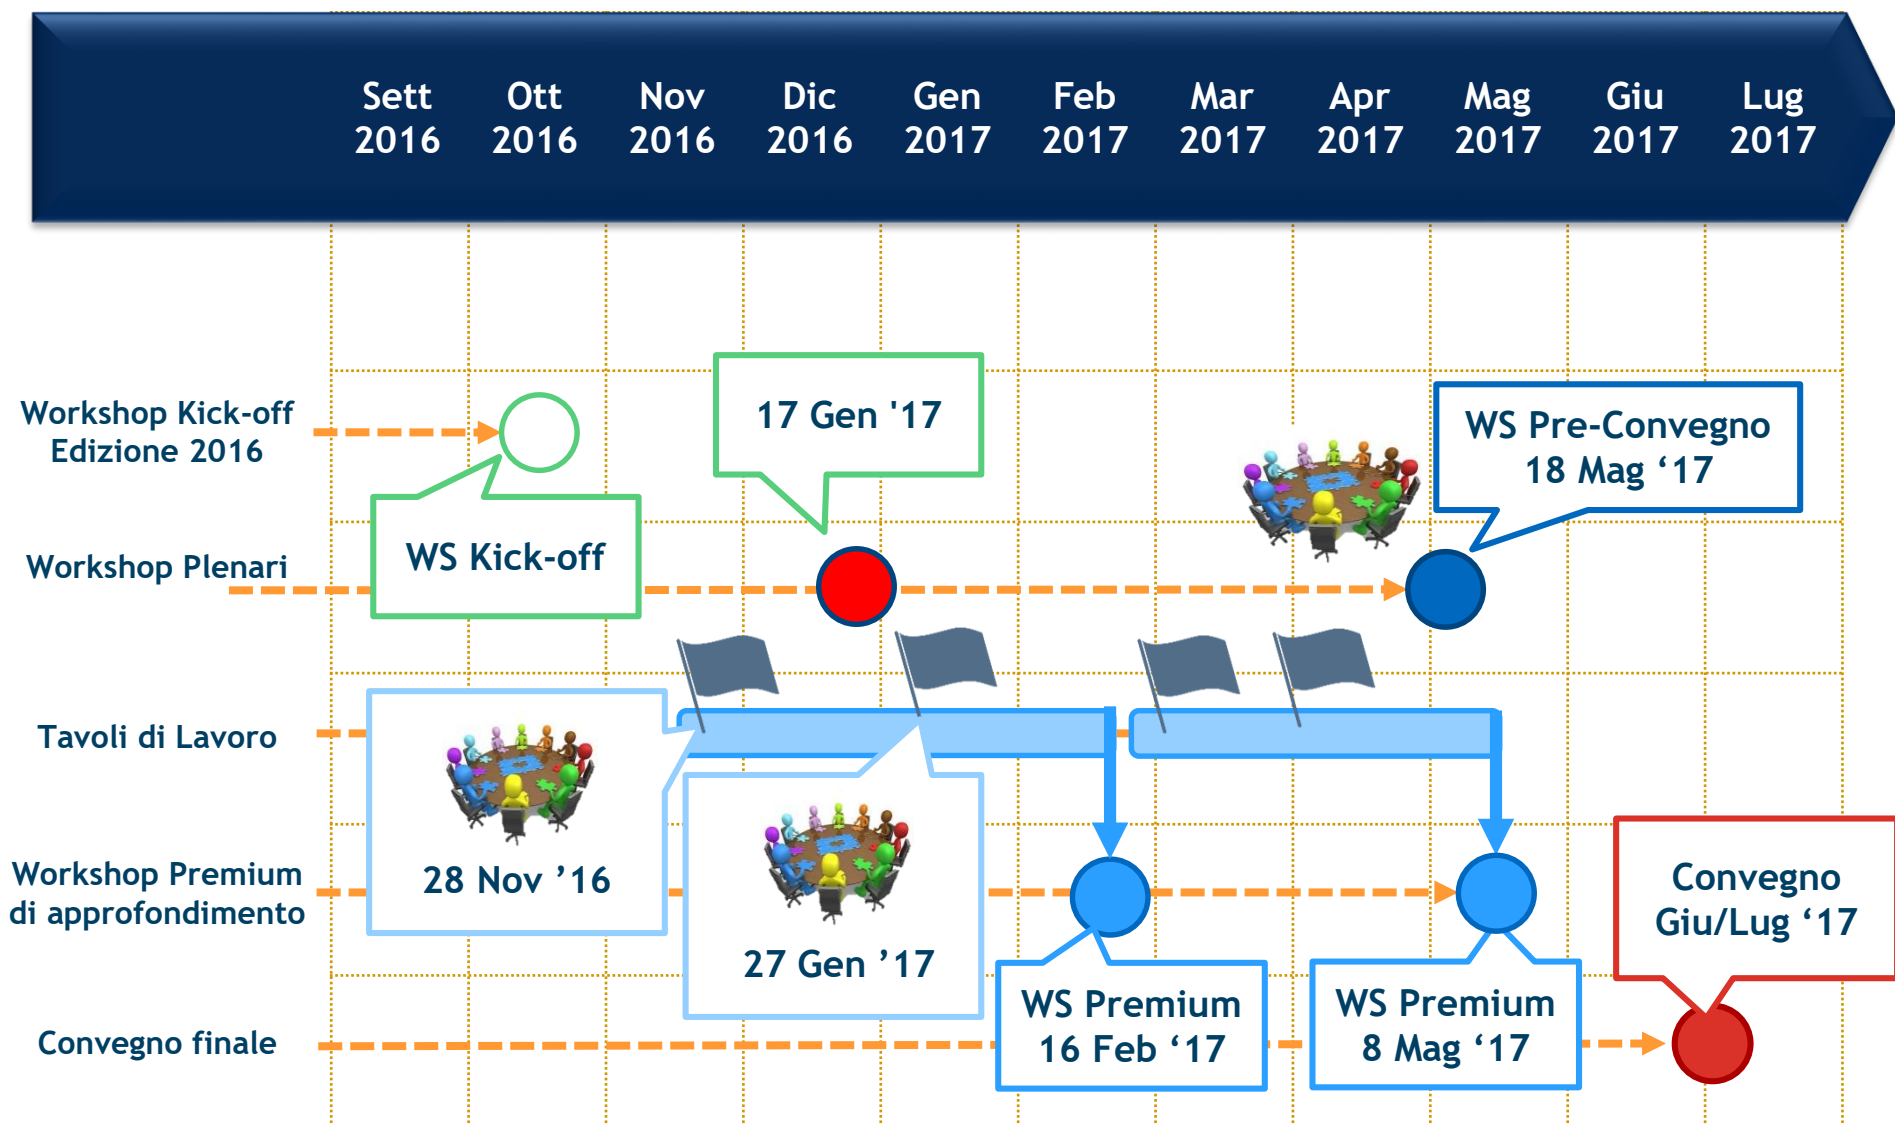 Sett Ott Nov Dic Gen Feb Mar Apr Mag Giu Lug
2016 2016 2016 2016 2017 2017 2017 2017 2017 2017 2017
Workshop Kick-off
Edizione 2016
WS Kick-off
17 Gen '17
WS Pre-Convegno
18 Mag ‘17
Workshop Plenari
Tavoli di Lavoro
28 Nov ’16
27 Gen ’17
Workshop Premium
di approfondimento
WS Premium
16 Feb ‘17
WS Premium
8 Mag ‘17
Convegno
Giu/Lug ‘17
Convegno finale